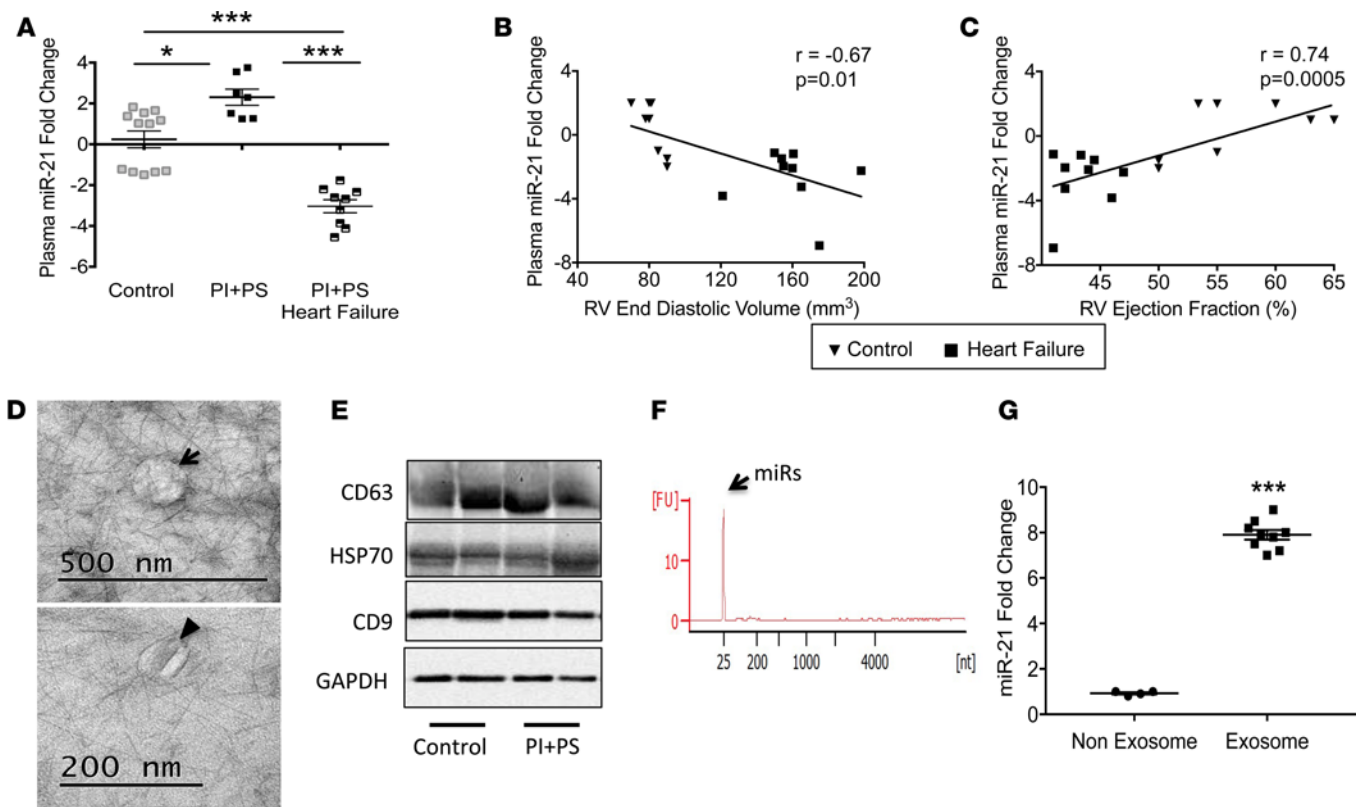 A
***
*
***
Plasma miR-21 Fold Change
4
2
0
-2
-4
-6
Control
PI+PS
PI+PS
Heart Failure
B
r = -0.67
p=0.01
Plasma miR-21 Fold Change
4
0
-4
-8
40
80
120
160
200
RV End Diastolic Volume (mm³)
C
r = 0.74
p=0.0005
Plasma miR-21 Fold Change
4
0
-4
-8
45
50
55
60
65
RV Ejection Fraction (%)
▼ Control ■ Heart Failure
D
500 nm
200 nm
E
CD63
HSP70
CD9
GAPDH
Control
PI+PS
F
miRs
[FU]
10
0
25
200
1000
4000
[nt]
G
***
miR-21 Fold Change
10
8
6
4
2
0
Non Exosome
Exosome